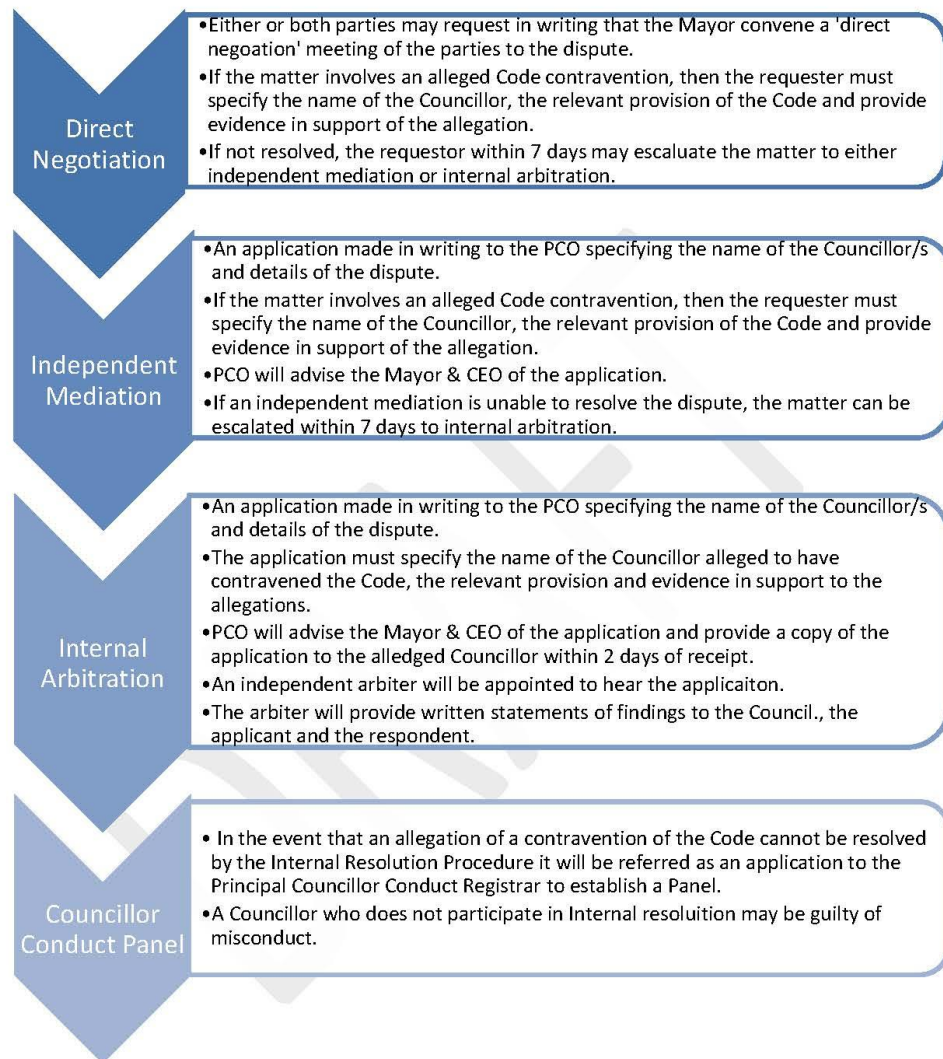 •Either or both parties may request in writing that the Mayor convene a 'direct
negoation' meeting of the parties to the dispute.
•If the matter involves an alleged Code contravention, then the requester must
specify the name of the Councillor, the relevant provision of the Code and provide
evidence in support of the allegation.
•If not resolved, the requestor within 7 days may escaluate the matter to either
independent mediation or internal arbitration.
Direct
Negotiation
•An application made in writing to the PCO specifying the name of the Councillor/s
and details of the dispute.
•If the matter involves an alleged Code contravention, then the requester must
specify the name of the Councillor, the relevant provision of the Code and provide
evidence in support of the allegation.
•PCO will advise the Mayor & CEO of the application.
•If an independent mediation is unable to resolve the dispute, the matter can be
escalated within 7 days to internal arbitration.
Independent
Mediation
•An application made in writing to the PCO specifying the name of the Councillor/s
and details of the dispute.
•The application must specify the name of the Councillor alleged to have
contravened the Code, the relevant provision and evidence in support to the
allegations.
•PCO will advise the Mayor & CEO of the application and provide a copy of the
application to the alledged Councillor within 2 days of receipt.
•An independent arbiter will be appointed to hear the applicaiton.
•The arbiter will provide written statements of findings to the Council., the
applicant and the respondent.
Internal
Arbitration
• In the event that an allegation of a contravention of the Code cannot be resolved
by the Internal Resolution Procedure it will be referred as an application to the
Principal Councillor Conduct Registrar to establish a Panel.
•A Councillor who does not participate in Internal resoluition may be guilty of
misconduct.
Councillor
Conduct Panel
DRAFT